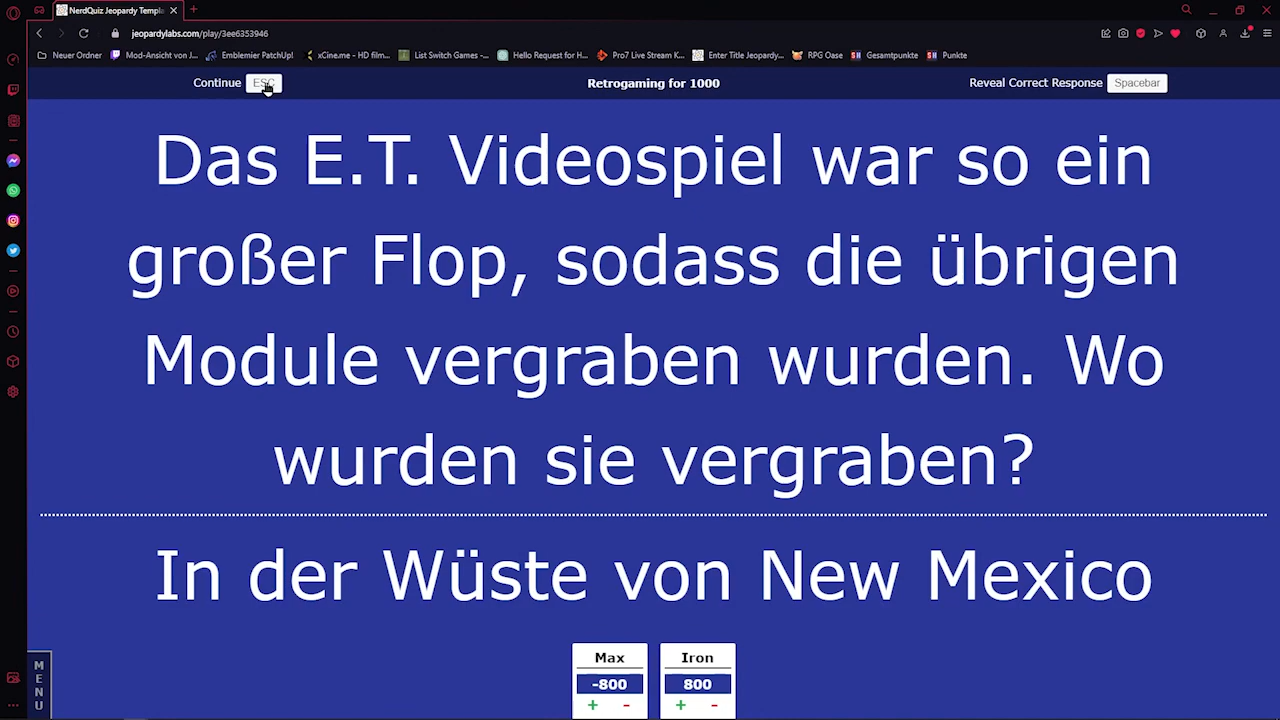 NerdQuiz Jeopardy Templa
jeopardylabs.com/play/3ee6353946
Neuer Ordner
Mod-Ansicht von J...
Emblemier PatchUp!
xCine.me - HD film...
List Switch Games -...
Hello Request for H...
Pro7 Live Stream K...
Enter Title Jeopardy...
RPG Oase
Gesamtpunkte
Punkte
Continue ESC
Retrogaming for 1000
Reveal Correct Response Spacebar
Das E.T. Videospiel war so ein
großer Flop, sodass die übrigen
Module vergraben wurden. Wo
wurden sie vergraben?
In der Wüste von New Mexico
Max Iron
-800 800
+ - + -
MENU